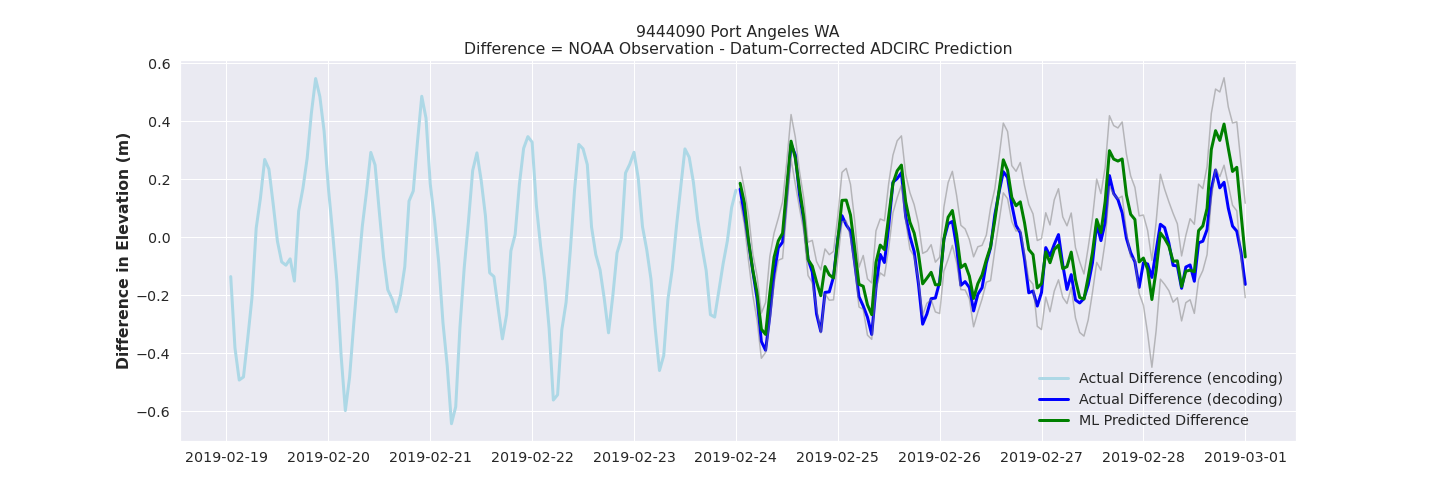 9444090 Port Angeles WA
Difference = NOAA Observation - Datum-Corrected ADCIRC Prediction
Difference in Elevation (m)
0.6
0.4
0.2
0.0
−0.2
−0.4
−0.6
Actual Difference (encoding)
Actual Difference (decoding)
ML Predicted Difference
2019-02-19 2019-02-20 2019-02-21 2019-02-22 2019-02-23 2019-02-24 2019-02-25 2019-02-26 2019-02-27 2019-02-28 2019-03-01